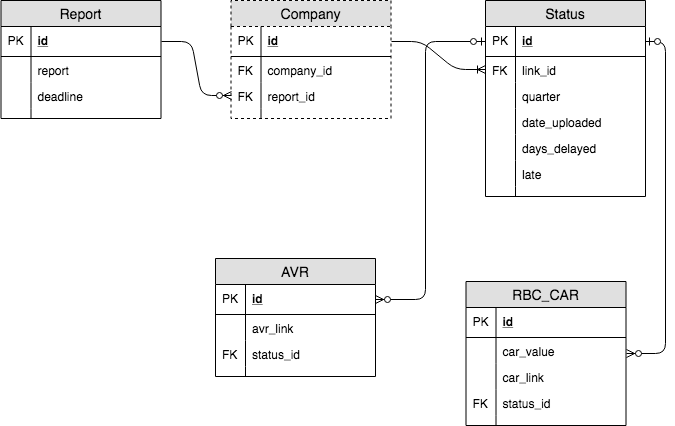 Report
PK id
report
deadline
Company
PK id
FK company_id
FK report_id
Status
PK id
FK link_id
quarter
date_uploaded
days_delayed
late
AVR
PK id
avr_link
FK status_id
RBC_CAR
PK id
car_value
car_link
FK status_id